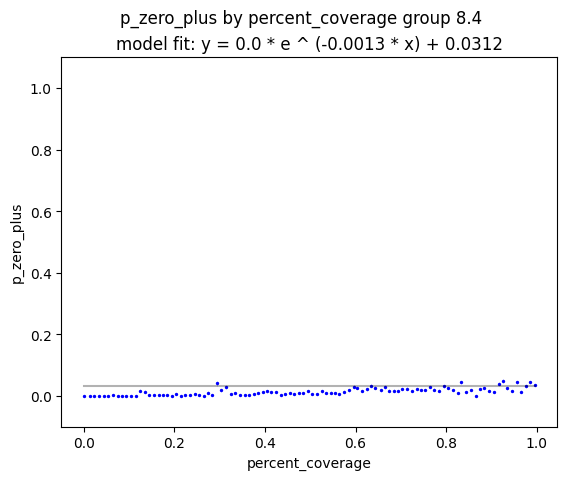 p_zero_plus by percent_coverage group 8.4
model fit: y = 0.0 * e ^ (-0.0013 * x) + 0.0312
1.0
0.8
0.6
0.4
0.2
0.0
p_zero_plus
0.0 0.2 0.4 0.6 0.8 1.0
percent_coverage